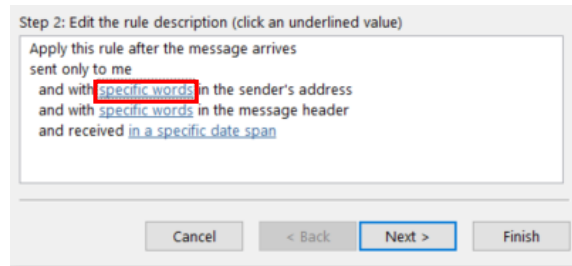 Step 2: Edit the rule description (click an underlined value)
Apply this rule after the message arrives
sent only to me
and with specific words in the sender's address
and with specific words in the message header
and received in a specific date span
Cancel < Back Next > Finish